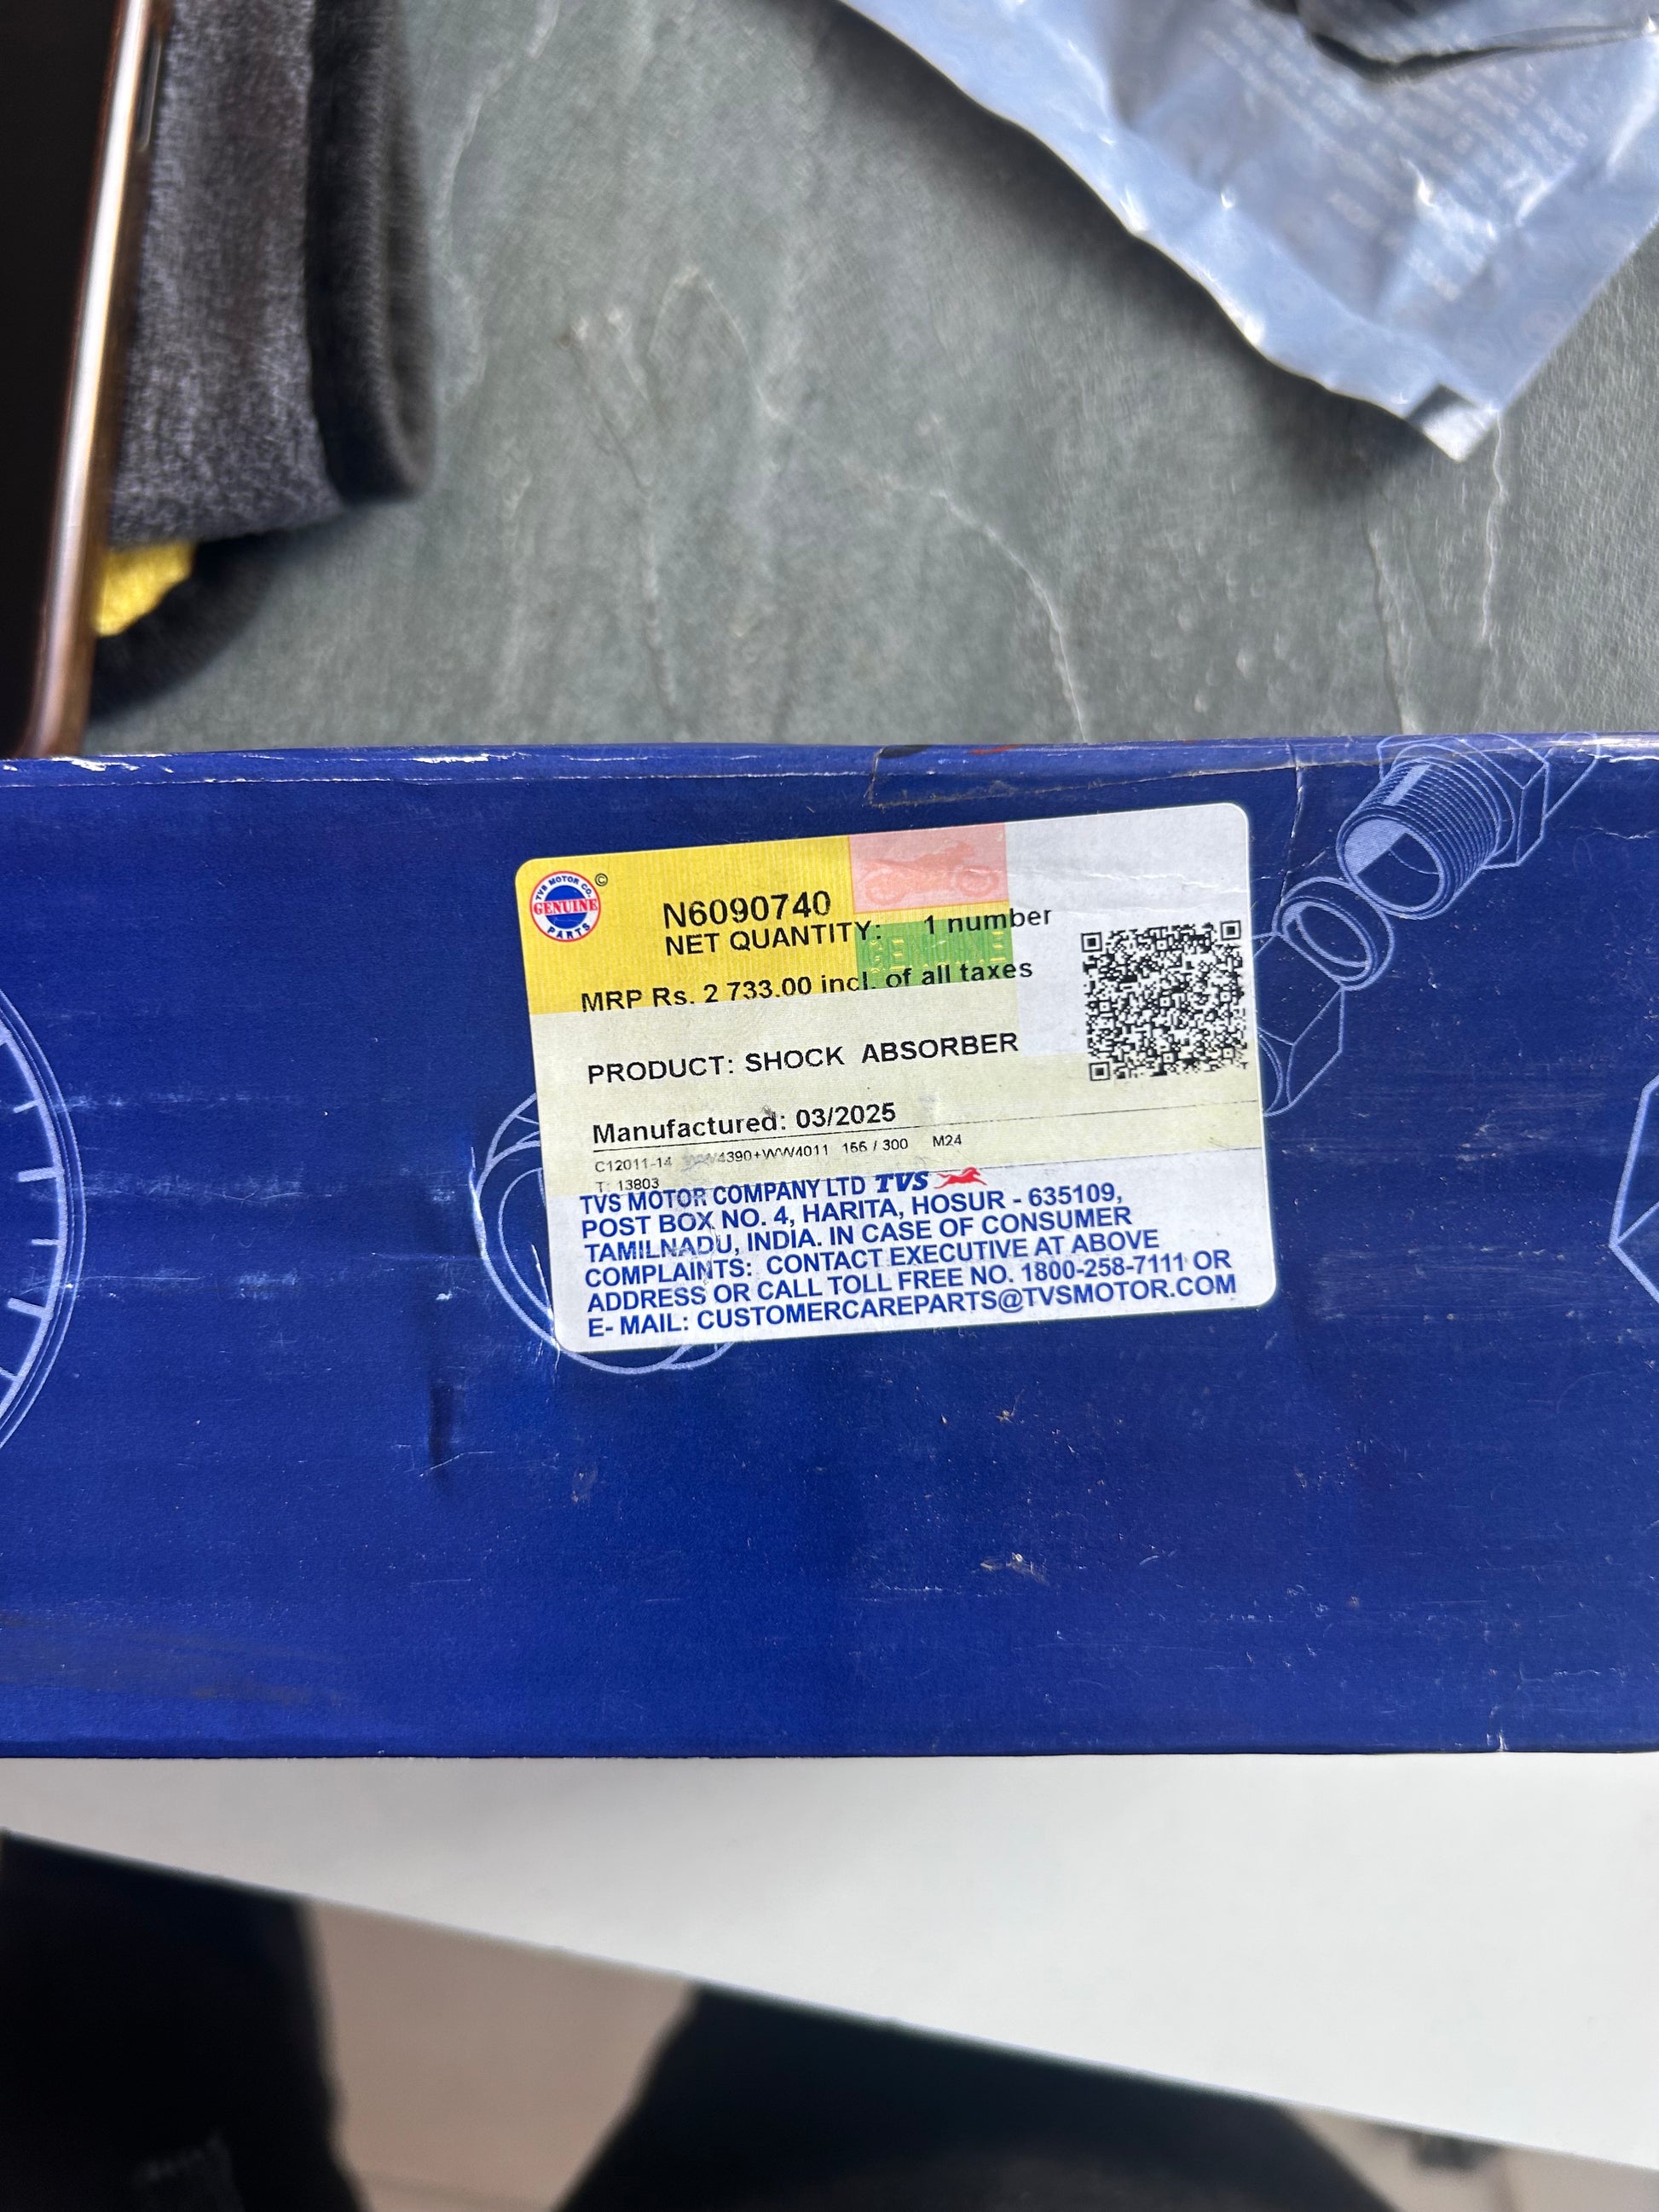 TVS MOTOR CO. ©
GENUINE
PARTS
N6090740
NET QUANTITY: 1 number
GENUINE
MRP Rs. 2 733.00 incl. of all taxes
PRODUCT: SHOCK ABSORBER
Manufactured: 03/2025
C12011-14 4390+WW4011 166 / 300 M24
T: 13803
TVS MOTOR COMPANY LTD TVS
POST BOX NO. 4, HARITA, HOSUR - 635109,
TAMILNADU, INDIA. IN CASE OF CONSUMER
COMPLAINTS: CONTACT EXECUTIVE AT ABOVE
ADDRESS OR CALL TOLL FREE NO. 1800-258-7111 OR
E- MAIL: CUSTOMERCAREPARTS@TVSMOTOR.COM